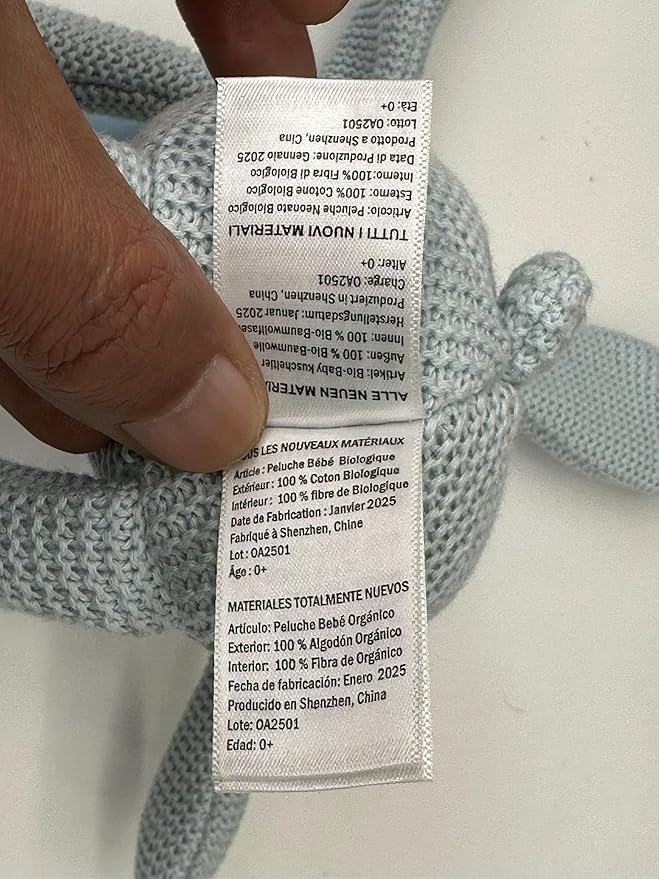 TOUS LES NOUVEAUX MATÉRIAUX
Article : Peluche Bébé Biologique
Extérieur : 100 % Coton Biologique
Intérieur : 100 % fibre de Biologique
Date de Fabrication : Janvier 2025
Fabriqué à Shenzhen, Chine
Lot : OA2501
Âge : 0+
MATERIALES TOTALMENTE NUEVOS
Artículo: Peluche Bebé Orgánico
Exterior: 100 % Algodón Orgánico
Interior: 100 % Fibra de Orgánico
Fecha de fabricación: Enero 2025
Producido en Shenzhen, China
Lote: OA2501
Edad: 0+
ALLE NEUEN
Artikel: Bio-Baby kuscheltier
Außen: 100 % Bio-Baumwolle
Innen: 100 %
Herstellungsdatum: Januar 2025
Produziert in Shenzhen, China
Charge: OA2501
Alter: 0+
TUTTI I NUOVI MATERIALI
Articolo: Peluche Neonato Biologico
Esterno: 100% Cotone Biologico
Interno:100% Fibra di Biologico
Data di Produzione: Gennaio 2025
Prodotto a Shenzhen, Cina
Lotto: OA2501
Età: 0+